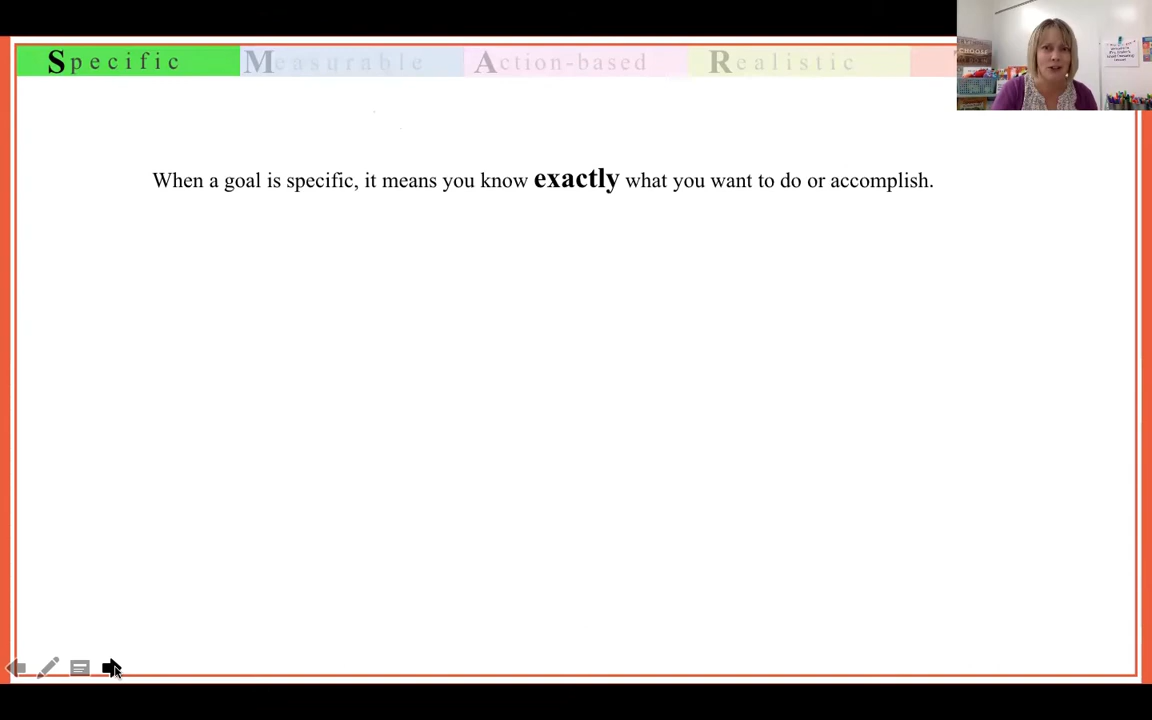 Specific Measurable Action-based Realistic
When a goal is specific, it means you know exactly what you want to do or accomplish.
CHOOSE